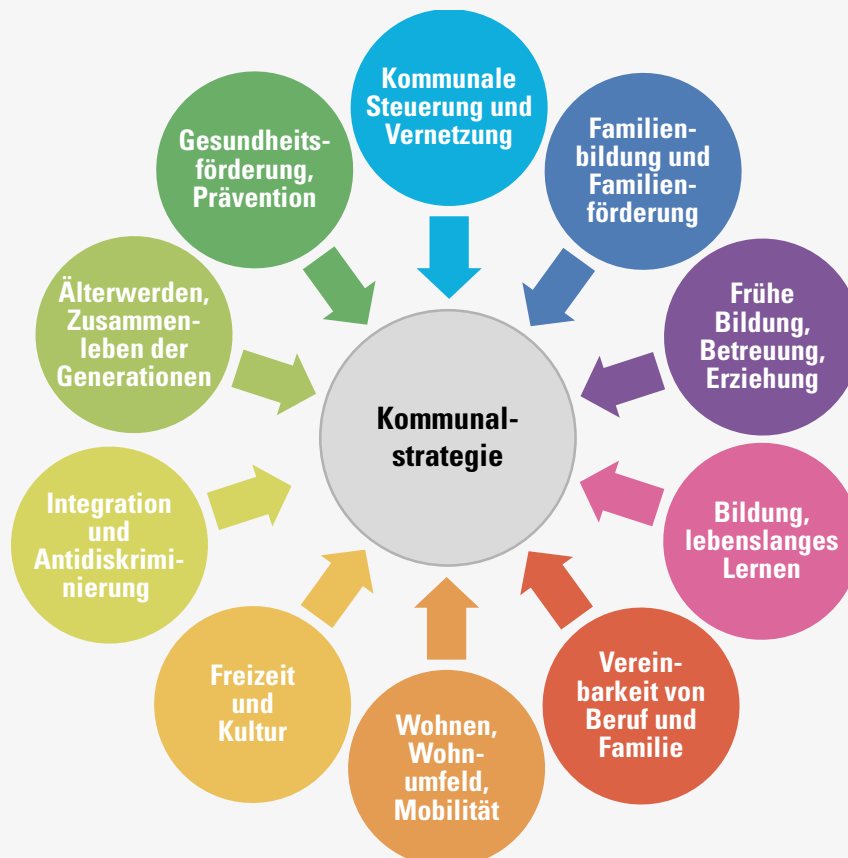 Kommunale
Steuerung und
Vernetzung
Familien-
bildung und
Familien-
förderung
Frühe
Bildung,
Betreuung,
Erziehung
Bildung,
lebenslanges
Lernen
Verein-
barkeit von
Beruf und
Familie
Wohnen,
Wohn-
umfeld,
Mobilität
Freizeit
und
Kultur
Integration
und
Antidiskrimi-
nierung
Älterwerden,
Zusammen-
leben der
Generationen
Gesundheits-
förderung,
Prävention
Kommunal-
strategie